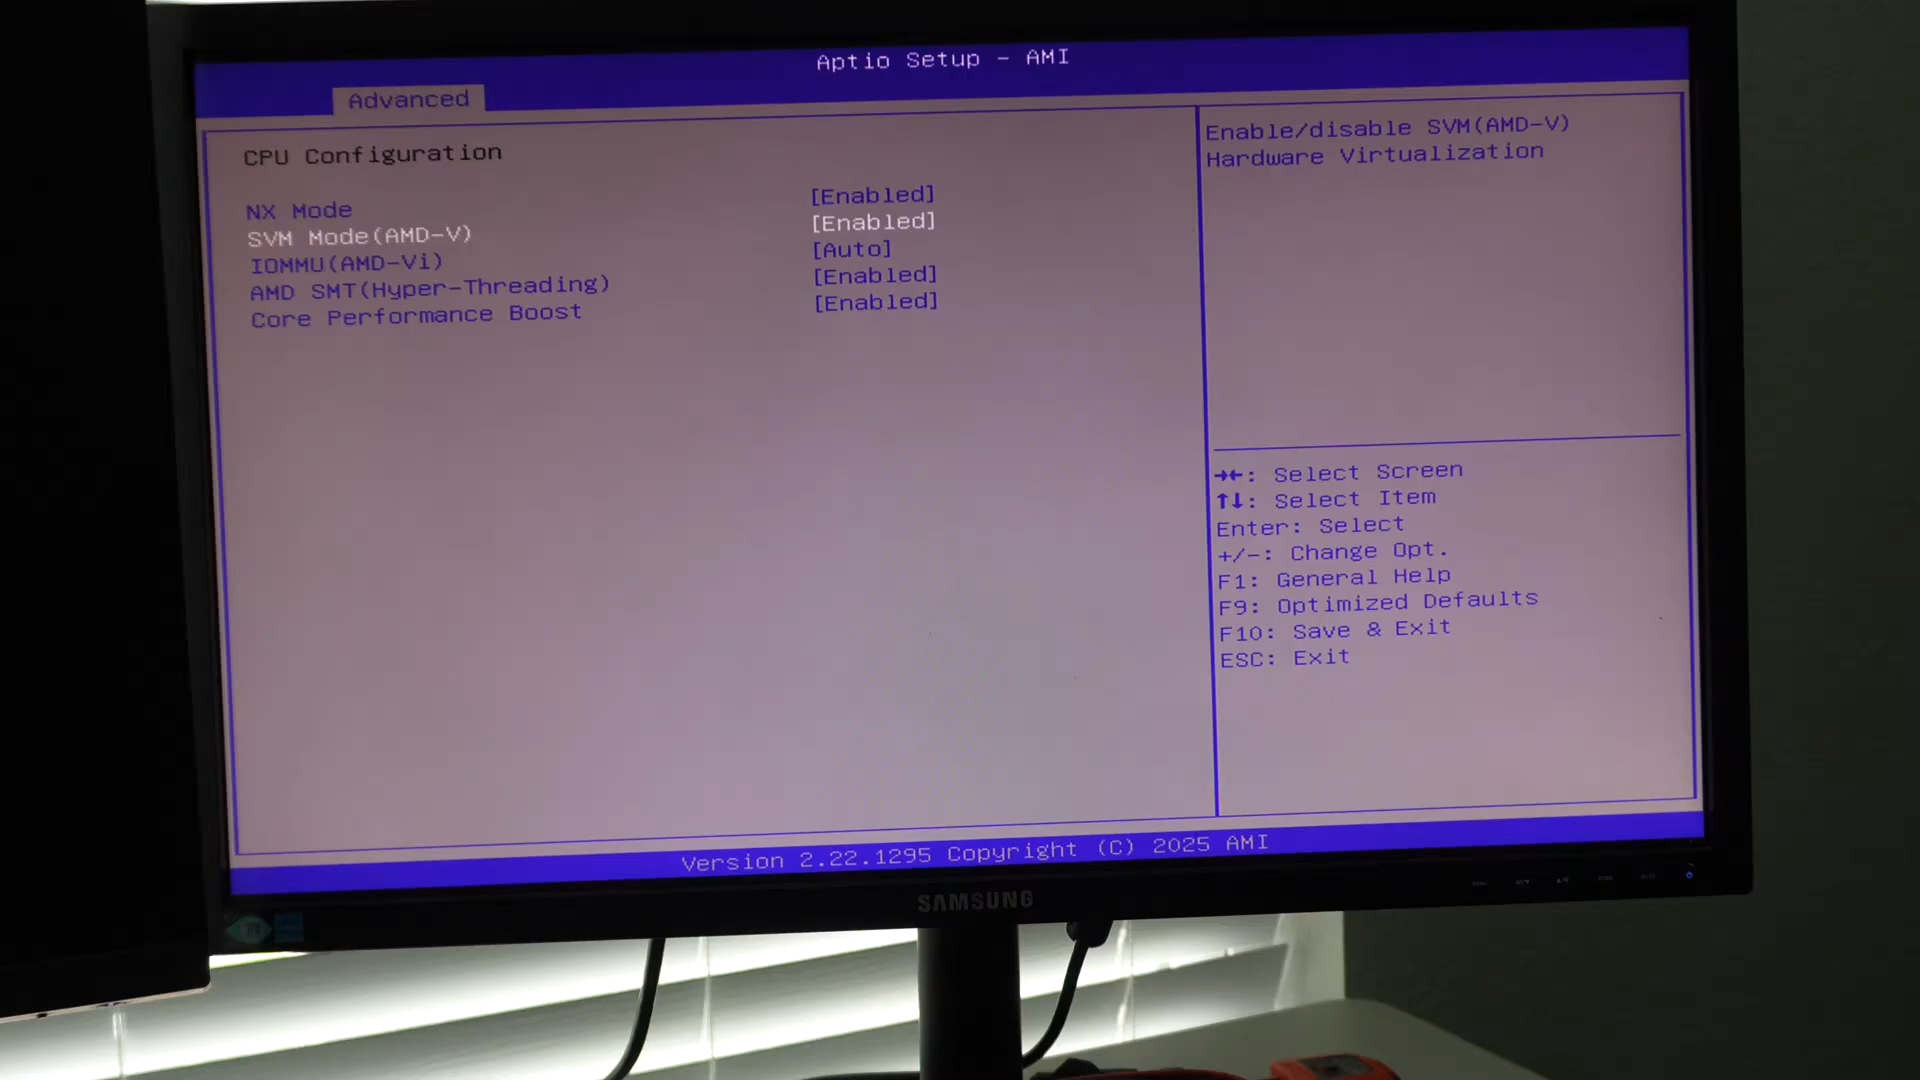 Aptio Setup - AMI
Advanced
CPU Configuration
NX Mode [Enabled]
SVM Mode(AMD-V) [Enabled]
IOMMU(AMD-Vi) [Auto]
AMD SMT(Hyper-Threading) [Enabled]
Core Performance Boost [Enabled]
Enable/disable SVM(AMD-V)
Hardware Virtualization
→←: Select Screen
↑↓: Select Item
Enter: Select
+/-: Change Opt.
F1: General Help
F9: Optimized Defaults
F10: Save & Exit
ESC: Exit
Version 2.22.1295 Copyright (C) 2025 AMI
SAMSUNG